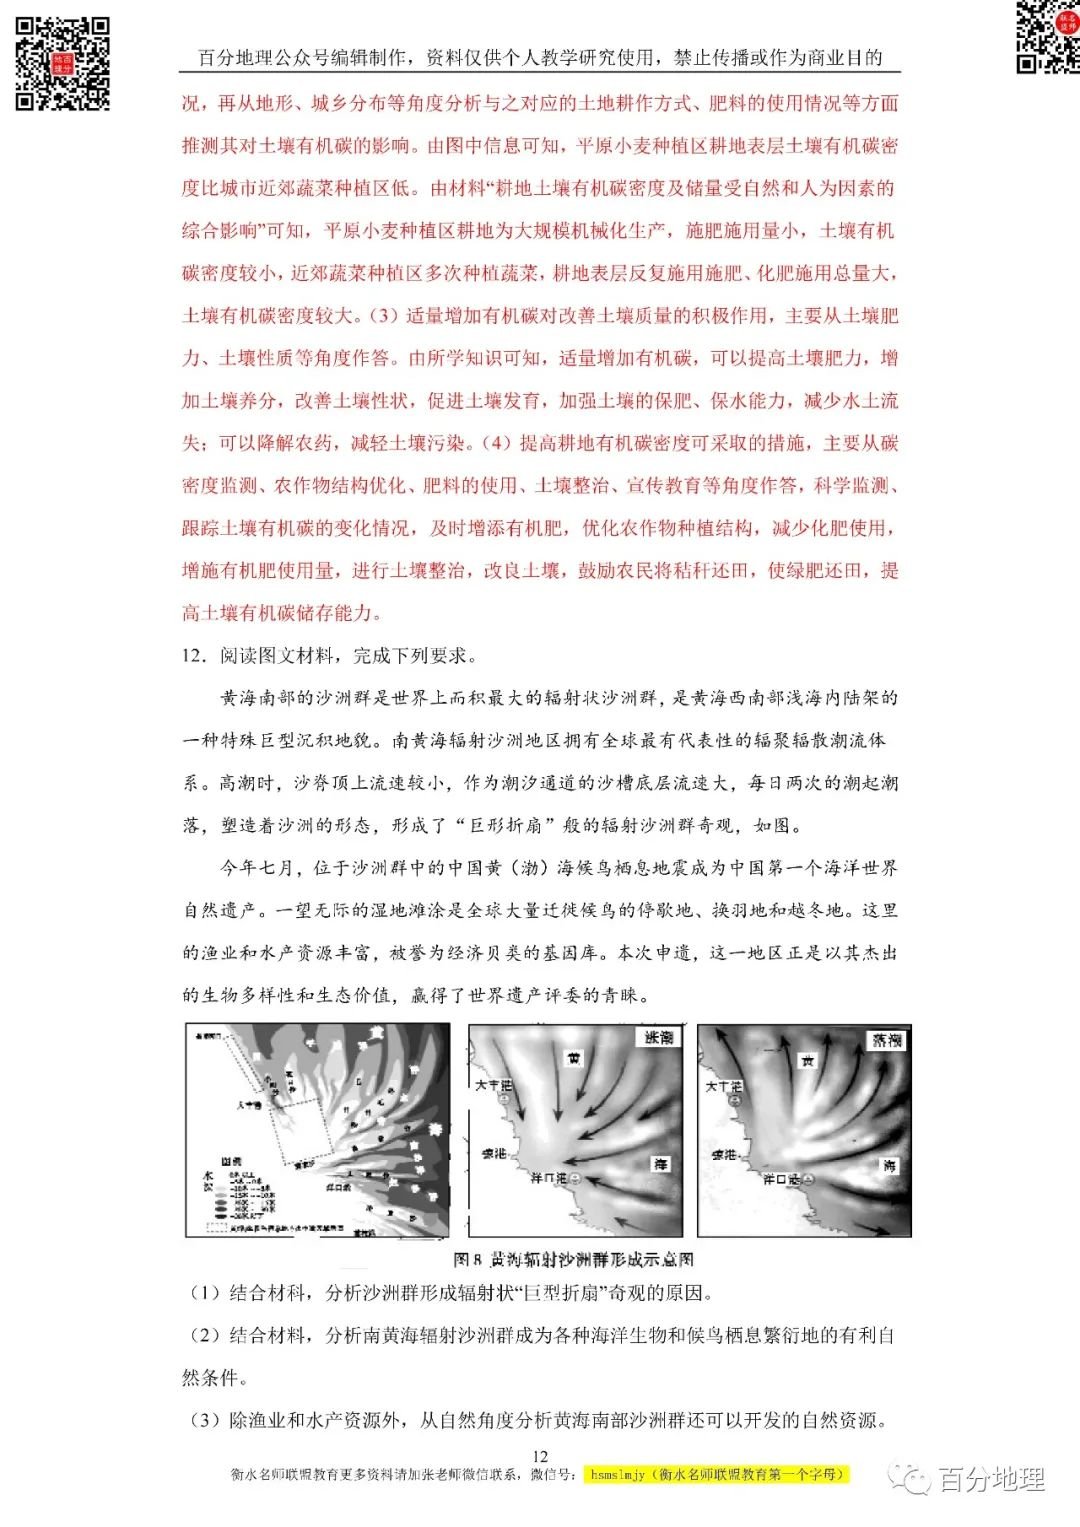 百分地理公众号编辑制作，资料仅供个人教学研究使用，禁止传播或作为商业目的
况，再从地形、城乡分布等角度分析与之对应的土地耕作方式、肥料的使用情况等方面
推测其对土壤有机碳的影响。由图中信息可知，平原小麦种植区耕地表层土壤有机碳密
度比城市近郊蔬菜种植区低。由材料“耕地土壤有机碳密度及储量受自然和人为因素的
综合影响”可知，平原小麦种植区耕地为大规模机械化生产，施肥施用量小，土壤有机
碳密度较小，近郊蔬菜种植区多次种植蔬菜，耕地表层反复施用施肥、化肥施用总量大，
土壤有机碳密度较大。（3）适量增加有机碳对改善土壤质量的积极作用，主要从土壤肥
力、土壤性质等角度作答。由所学知识可知，适量增加有机碳，可以提高土壤肥力，增
加土壤养分，改善土壤性状，促进土壤发育，加强土壤的保肥、保水能力，减少水土流
失；可以降解农药，减轻土壤污染。（4）提高耕地有机碳密度可采取的措施，主要从碳
密度监测、农作物结构优化、肥料的使用、土壤整治、宣传教育等角度作答，科学监测、
跟踪土壤有机碳的变化情况，及时增添有机肥，优化农作物种植结构，减少化肥使用，
增施有机肥使用量，进行土壤整治，改良土壤，鼓励农民将秸秆还田，使绿肥还田，提
高土壤有机碳储存能力。
12．阅读图文材料，完成下列要求。
黄海南部的沙洲群是世界上面积最大的辐射状沙洲群，是黄海西南部浅海内陆架的
一种特殊巨型沉积地貌。南黄海辐射沙洲地区拥有全球最有代表性的辐聚辐散潮流体
系。高潮时，沙脊顶上流速较小，作为潮汐通道的沙槽底层流速大，每日两次的潮起潮
落，塑造着沙洲的形态，形成了“巨形折扇”般的辐射沙洲群奇观，如图。
今年七月，位于沙洲群中的中国黄（渤）海候鸟栖息地震成为中国第一个海洋世界
自然遗产。一望无际的湿地滩涂是全球大量迁徙候鸟的停歇地、换羽地和越冬地。这里
的渔业和水产资源丰富，被誉为经济贝类的基因库。本次申遗，这一地区正是以其杰出
的生物多样性和生态价值，赢得了世界遗产评委的青睐。
大丰港
洋口港
图例
水
深
涨潮
黄
大丰港
洋口港
海
落潮
黄
大丰港
洋口港
海
图8 黄海辐射沙洲群形成示意图
（1）结合材料，分析沙洲群形成辐射状“巨型折扇”奇观的原因。
（2）结合材料，分析南黄海辐射沙洲群成为各种海洋生物和候鸟栖息繁衍地的有利自
然条件。
（3）除渔业和水产资源外，从自然角度分析黄海南部沙洲群还可以开发的自然资源。
12
衡水名师联盟教育更多资料请加张老师微信联系，微信号： hsmslmjy（衡水名师联盟教育第一个字母）
百分地理